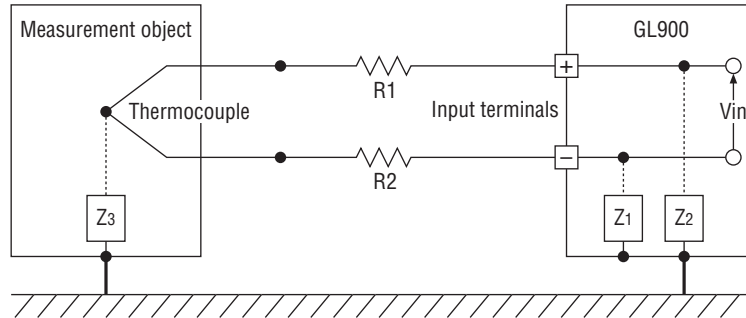 Measurement object
GL900
+
R1
Thermocouple
Input terminals
Vin
−
R2
Z3
Z1
Z2